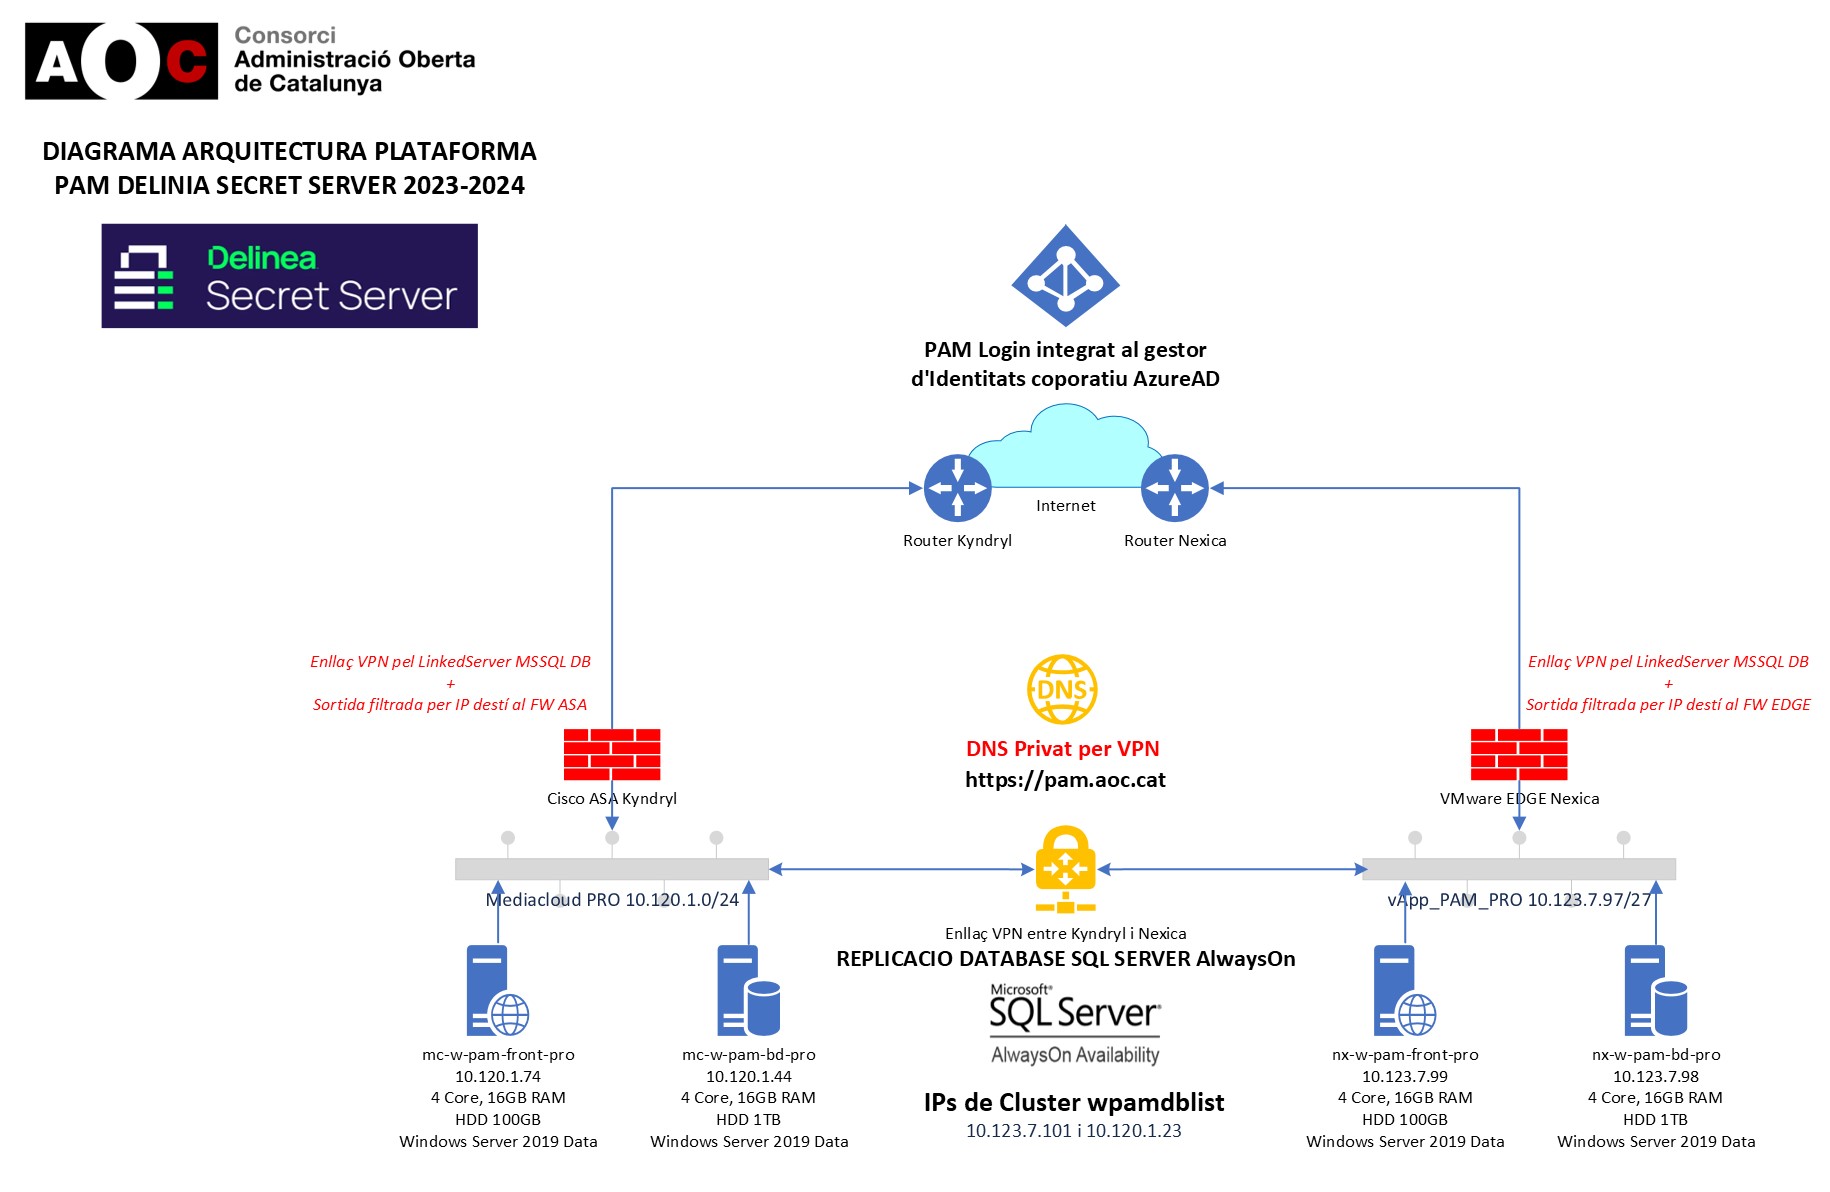 AOC
Consorci
Administració Oberta
de Catalunya
DIAGRAMA ARQUITECTURA PLATAFORMA
PAM DELINIA SECRET SERVER 2023-2024
Delinea
Secret Server
PAM Login integrat al gestor
d'Identitats coporatiu AzureAD
Internet
Router Kyndryl
Router Nexica
Enllaç VPN pel LinkedServer MSSQL DB
+
Sortida filtrada per IP destí al FW ASA
Enllaç VPN pel LinkedServer MSSQL DB
+
Sortida filtrada per IP destí al FW EDGE
DNS
DNS Privat per VPN
https://pam.aoc.cat
Cisco ASA Kyndryl
VMware EDGE Nexica
Mediacloud PRO 10.120.1.0/24
vApp_PAM_PRO 10.123.7.97/27
Enllaç VPN entre Kyndryl i Nexica
REPLICACIO DATABASE SQL SERVER AlwaysOn
Microsoft®
SQL Server®
AlwaysOn Availability
IPs de Cluster wpamdblist
10.123.7.101 i 10.120.1.23
mc-w-pam-front-pro
10.120.1.74
4 Core, 16GB RAM
HDD 100GB
Windows Server 2019 Data
mc-w-pam-bd-pro
10.120.1.44
4 Core, 16GB RAM
HDD 1TB
Windows Server 2019 Data
nx-w-pam-front-pro
10.123.7.99
4 Core, 16GB RAM
HDD 100GB
Windows Server 2019 Data
nx-w-pam-bd-pro
10.123.7.98
4 Core, 16GB RAM
HDD 1TB
Windows Server 2019 Data